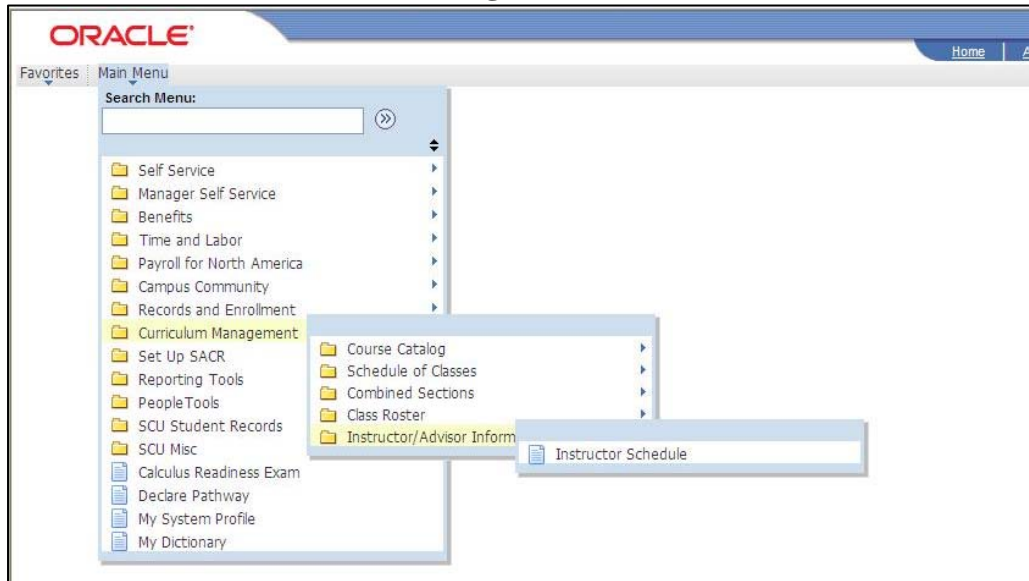 ORACLE
Home
Favorites Main Menu
Search Menu:
Self Service
Manager Self Service
Benefits
Time and Labor
Payroll for North America
Campus Community
Records and Enrollment
Curriculum Management
Set Up SACR
Reporting Tools
PeopleTools
SCU Student Records
SCU Misc
Calculus Readiness Exam
Declare Pathway
My System Profile
My Dictionary
Course Catalog
Schedule of Classes
Combined Sections
Class Roster
Instructor/Advisor Inform
Instructor Schedule